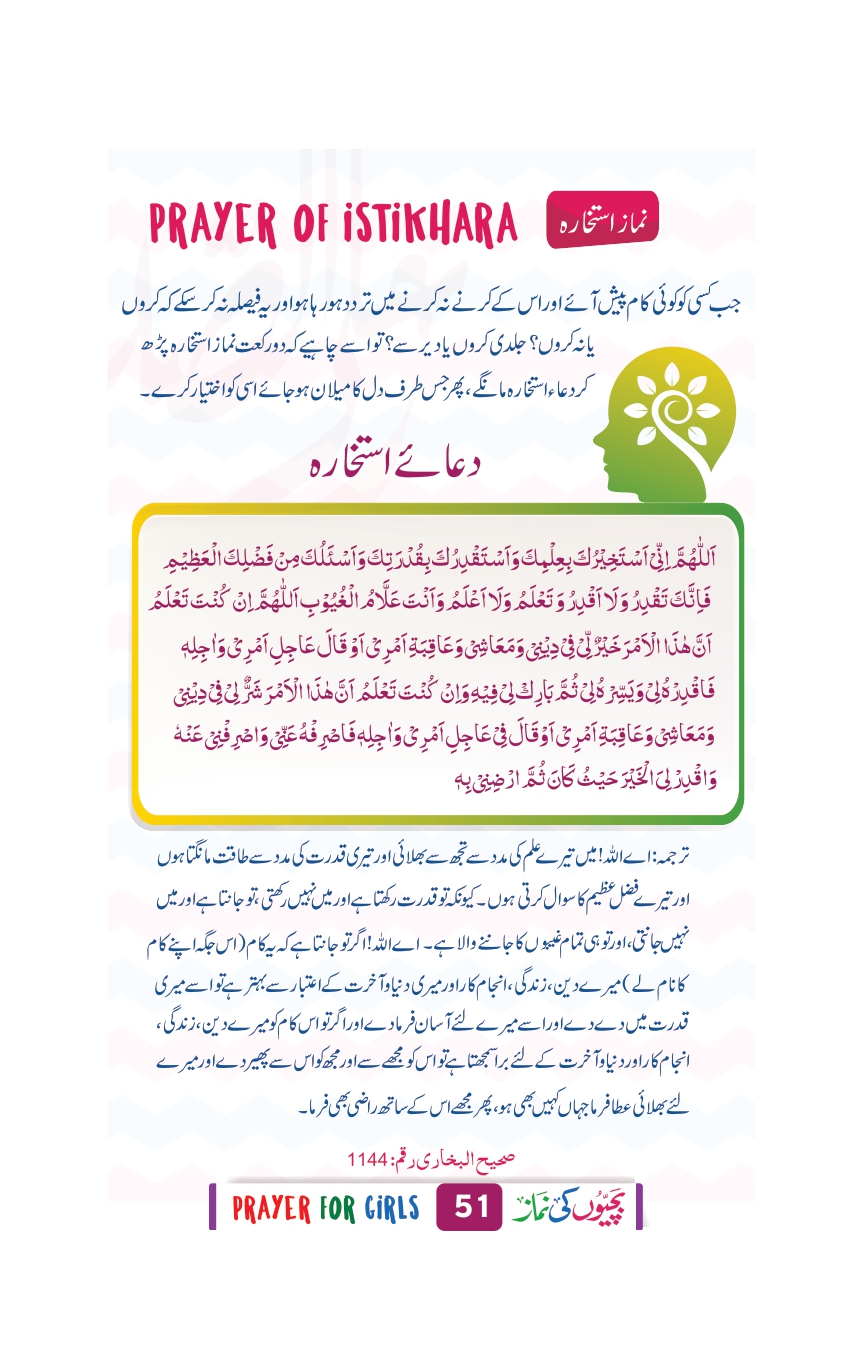 PRAYER OF iSTiKHARA نماز استخارہ
جب کسی کو کوئی کام پیش آئے اور اس کے کرنے نہ کرنے میں تردد ہو رہا ہو اور یہ فیصلہ نہ کر سکے کہ کروں
یا نہ کروں؟ جلدی کروں یا دیر سے؟ تو اسے چاہیے کہ دو رکعت نماز استخارہ پڑھ
کر دعاء استخارہ مانگے، پھر جس طرف دل کا میلان ہو جائے اسی کو اختیار کرے۔
دعائے استخارہ
اَللّٰهُمَّ اِنِّیْ اَسْتَخِیْرُكَ بِعِلْمِكَ وَاَسْتَقْدِرُكَ بِقُدْرَتِكَ وَاَسْئَلُكَ مِنْ فَضْلِكَ الْعَظِیْمِ
فَاِنَّكَ تَقْدِرُ وَلَا اَقْدِرُ وَ تَعْلَمُ وَلَا اَعْلَمُ وَاَنْتَ عَلَّامُ الْغُیُوْبِ اَللّٰهُمَّ اِنْ كُنْتَ تَعْلَمُ
اَنَّ هٰذَا الْاَمْرَ خَیْرٌ لِّیْ فِیْ دِیْنِیْ وَمَعَاشِیْ وَعَاقِبَةِ اَمْرِیْ اَوْ قَالَ عَاجِلِ اَمْرِیْ وَاٰجِلِهٖ
فَاقْدِرْهُ لِیْ وَیَسِّرْهُ لِیْ ثُمَّ بَارِكْ لِیْ فِیْهِ وَاِنْ كُنْتَ تَعْلَمُ اَنَّ هٰذَا الْاَمْرَ شَرٌّ لِّیْ فِیْ دِیْنِیْ
وَمَعَاشِیْ وَعَاقِبَةِ اَمْرِیْ اَوْ قَالَ فِیْ عَاجِلِ اَمْرِیْ وَاٰجِلِهٖ فَاصْرِفْهُ عَنِّیْ وَاصْرِفْنِیْ عَنْهُ
وَاقْدِرْ لِیَ الْخَیْرَ حَیْثُ كَانَ ثُمَّ ارْضِنِیْ بِهٖ
ترجمہ: اے اللہ! میں تیرے علم کی مدد سے تجھ سے بھلائی اور تیری قدرت کی مدد سے طاقت مانگتا ہوں
اور تیرے فضل عظیم کا سوال کرتی ہوں۔ کیونکہ تو قدرت رکھتا ہے اور میں نہیں رکھتی، تو جانتا ہے اور میں
نہیں جانتی، اور تو ہی تمام غیبوں کا جاننے والا ہے۔ اے اللہ! اگر تو جانتا ہے کہ یہ کام (اس جگہ اپنے کام
کا نام لے) میرے دین، زندگی، انجام کار اور میری دنیا و آخرت کے اعتبار سے بہتر ہے تو اسے میری
قدرت میں دے دے اور اسے میرے لئے آسان فرما دے اور اگر تو اس کام کو میرے دین، زندگی،
انجام کار اور دنیا و آخرت کے لئے برا سمجھتا ہے تو اس کو مجھے سے اور مجھ کو اس سے پھیر دے اور میرے
لئے بھلائی عطا فرما جہاں کہیں بھی ہو، پھر مجھے اس کے ساتھ راضی بھی فرما۔
صحیح البخاری رقم: 1144
PRAYER FOR GiRLS 51 بچیوں کی نماز